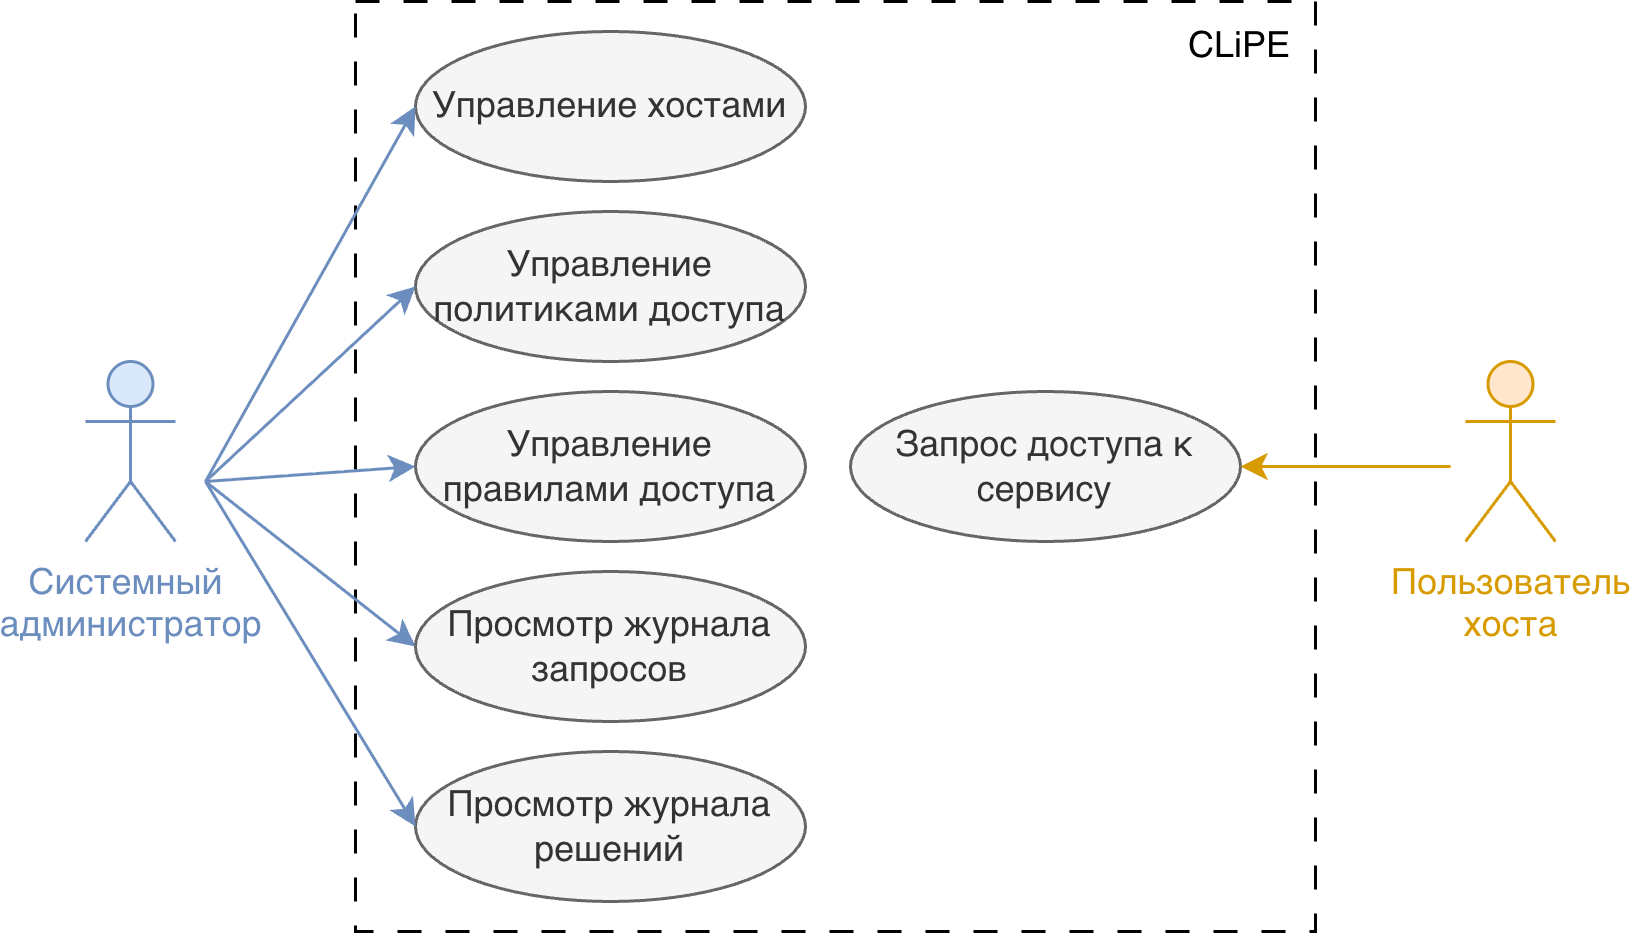 CLiPE
Управление хостами
Управление
политиками доступа
Управление
правилами доступа
Запрос доступа к
сервису
Системный
администратор
Пользователь
хоста
Просмотр журнала
запросов
Просмотр журнала
решений